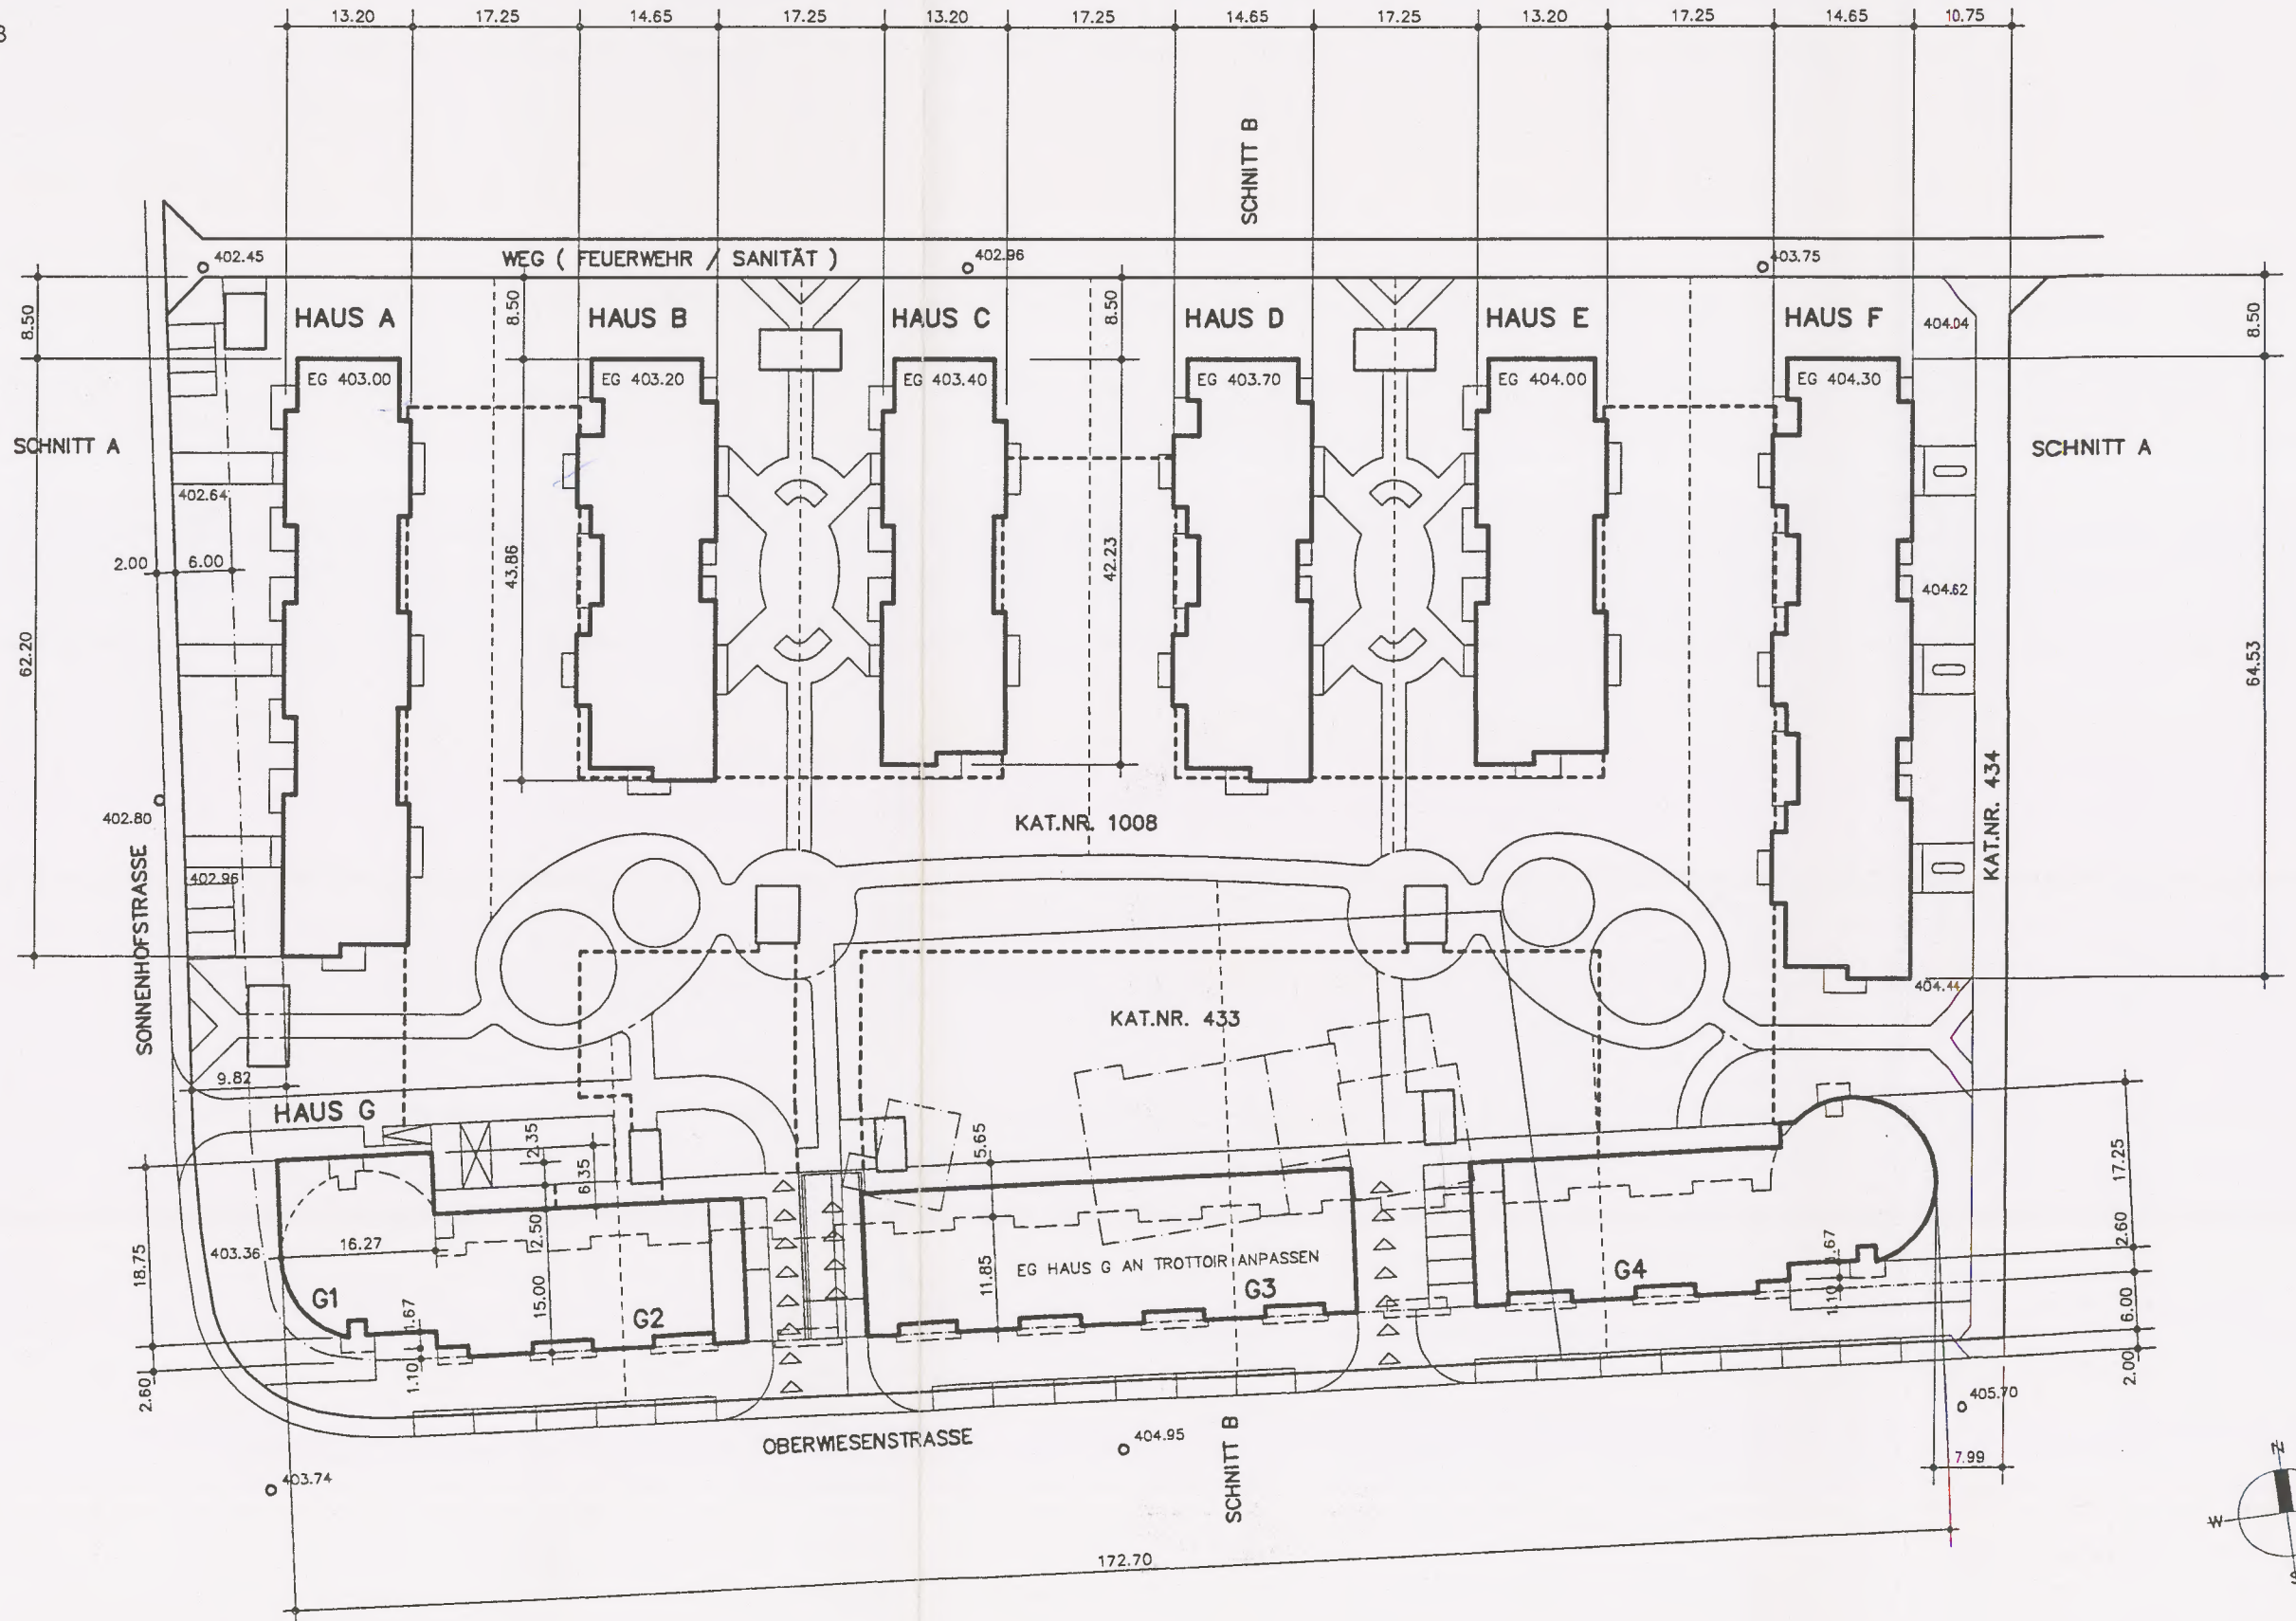 13.20 17.25 14.65 17.25 13.20 17.25 14.65 17.25 13.20 17.25 14.65 10.75
SCHNITT B
402.45 WEG ( FEUERWEHR / SANITÄT ) 402.96 403.75
8.50 8.50 8.50 8.50
HAUS A HAUS B HAUS C HAUS D HAUS E HAUS F 404.04
EG 403.00 EG 403.20 EG 403.40 EG 403.70 EG 404.00 EG 404.30
SCHNITT A SCHNITT A
402.64
2.00 6.00 43.86 42.23 404.62
62.20 64.53
402.80 KAT.NR. 1008
KAT.NR. 434
402.96
SONNENHOFSTRASSE
404.44
KAT.NR. 433
9.82
HAUS G
2.35 6.35 5.65 17.25
403.36 16.27 2.50 1.67 2.60
18.75 EG HAUS G AN TROTTOIR ANPASSEN
G1 1.67 15.00 G2 11.85 G3 G4 1.10 6.00
2.60 1.10 2.00
405.70
OBERWIESENSTRASSE 404.95
SCHNITT B
403.74 7.99
N
W
172.70